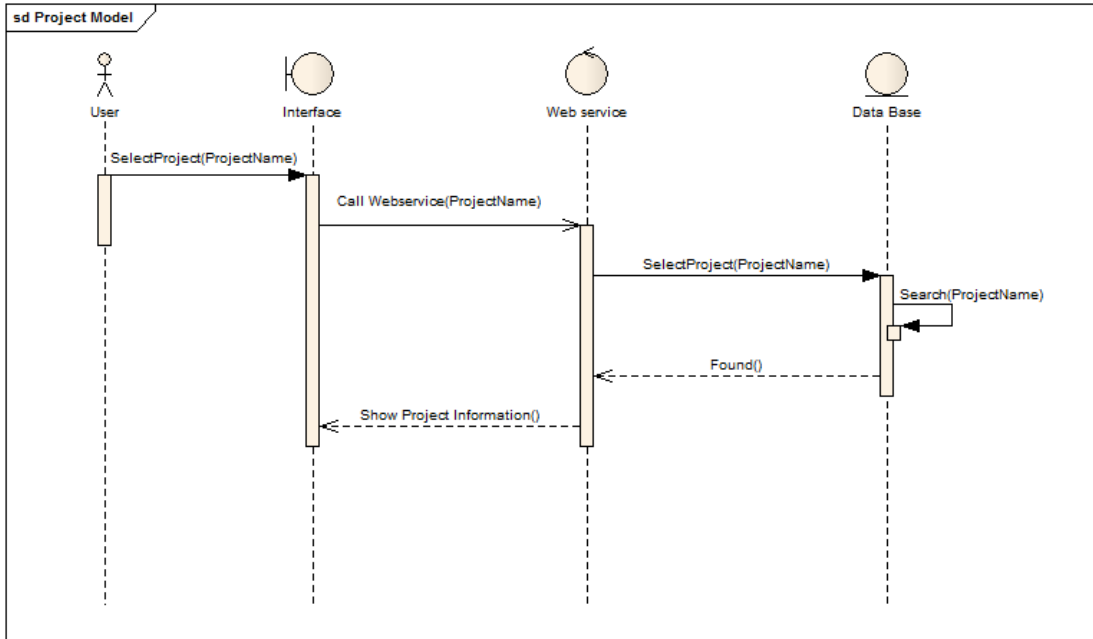 sd Project Model
User
Interface
Web service
Data Base
SelectProject(ProjectName)
Call Webservice(ProjectName)
SelectProject(ProjectName)
Search(ProjectName)
Found()
Show Project Information()